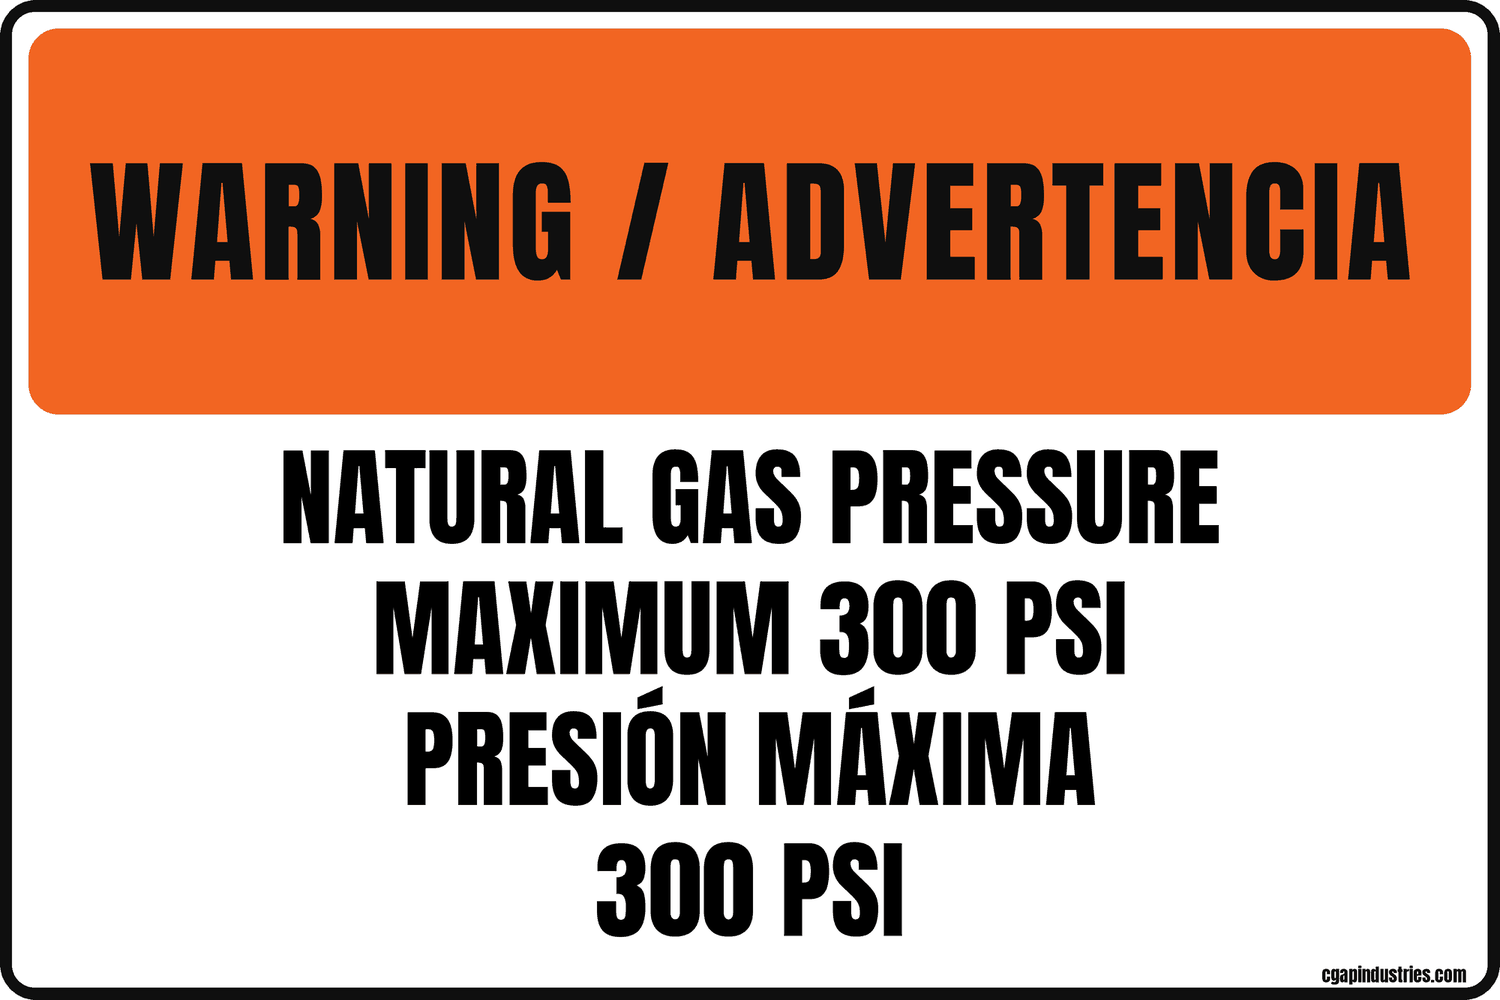 WARNING / ADVERTENCIA
NATURAL GAS PRESSURE
MAXIMUM 300 PSI
PRESIÓN MÁXIMA
300 PSI
cgapindustries.com